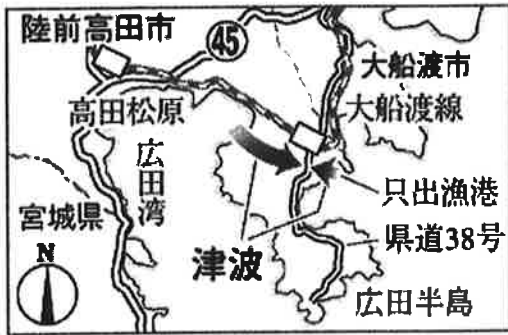 陸前高田市
45
大船渡市
大船渡線
高田松原
広田湾
只出漁港
宮城県
県道38号
津波
N
広田半島